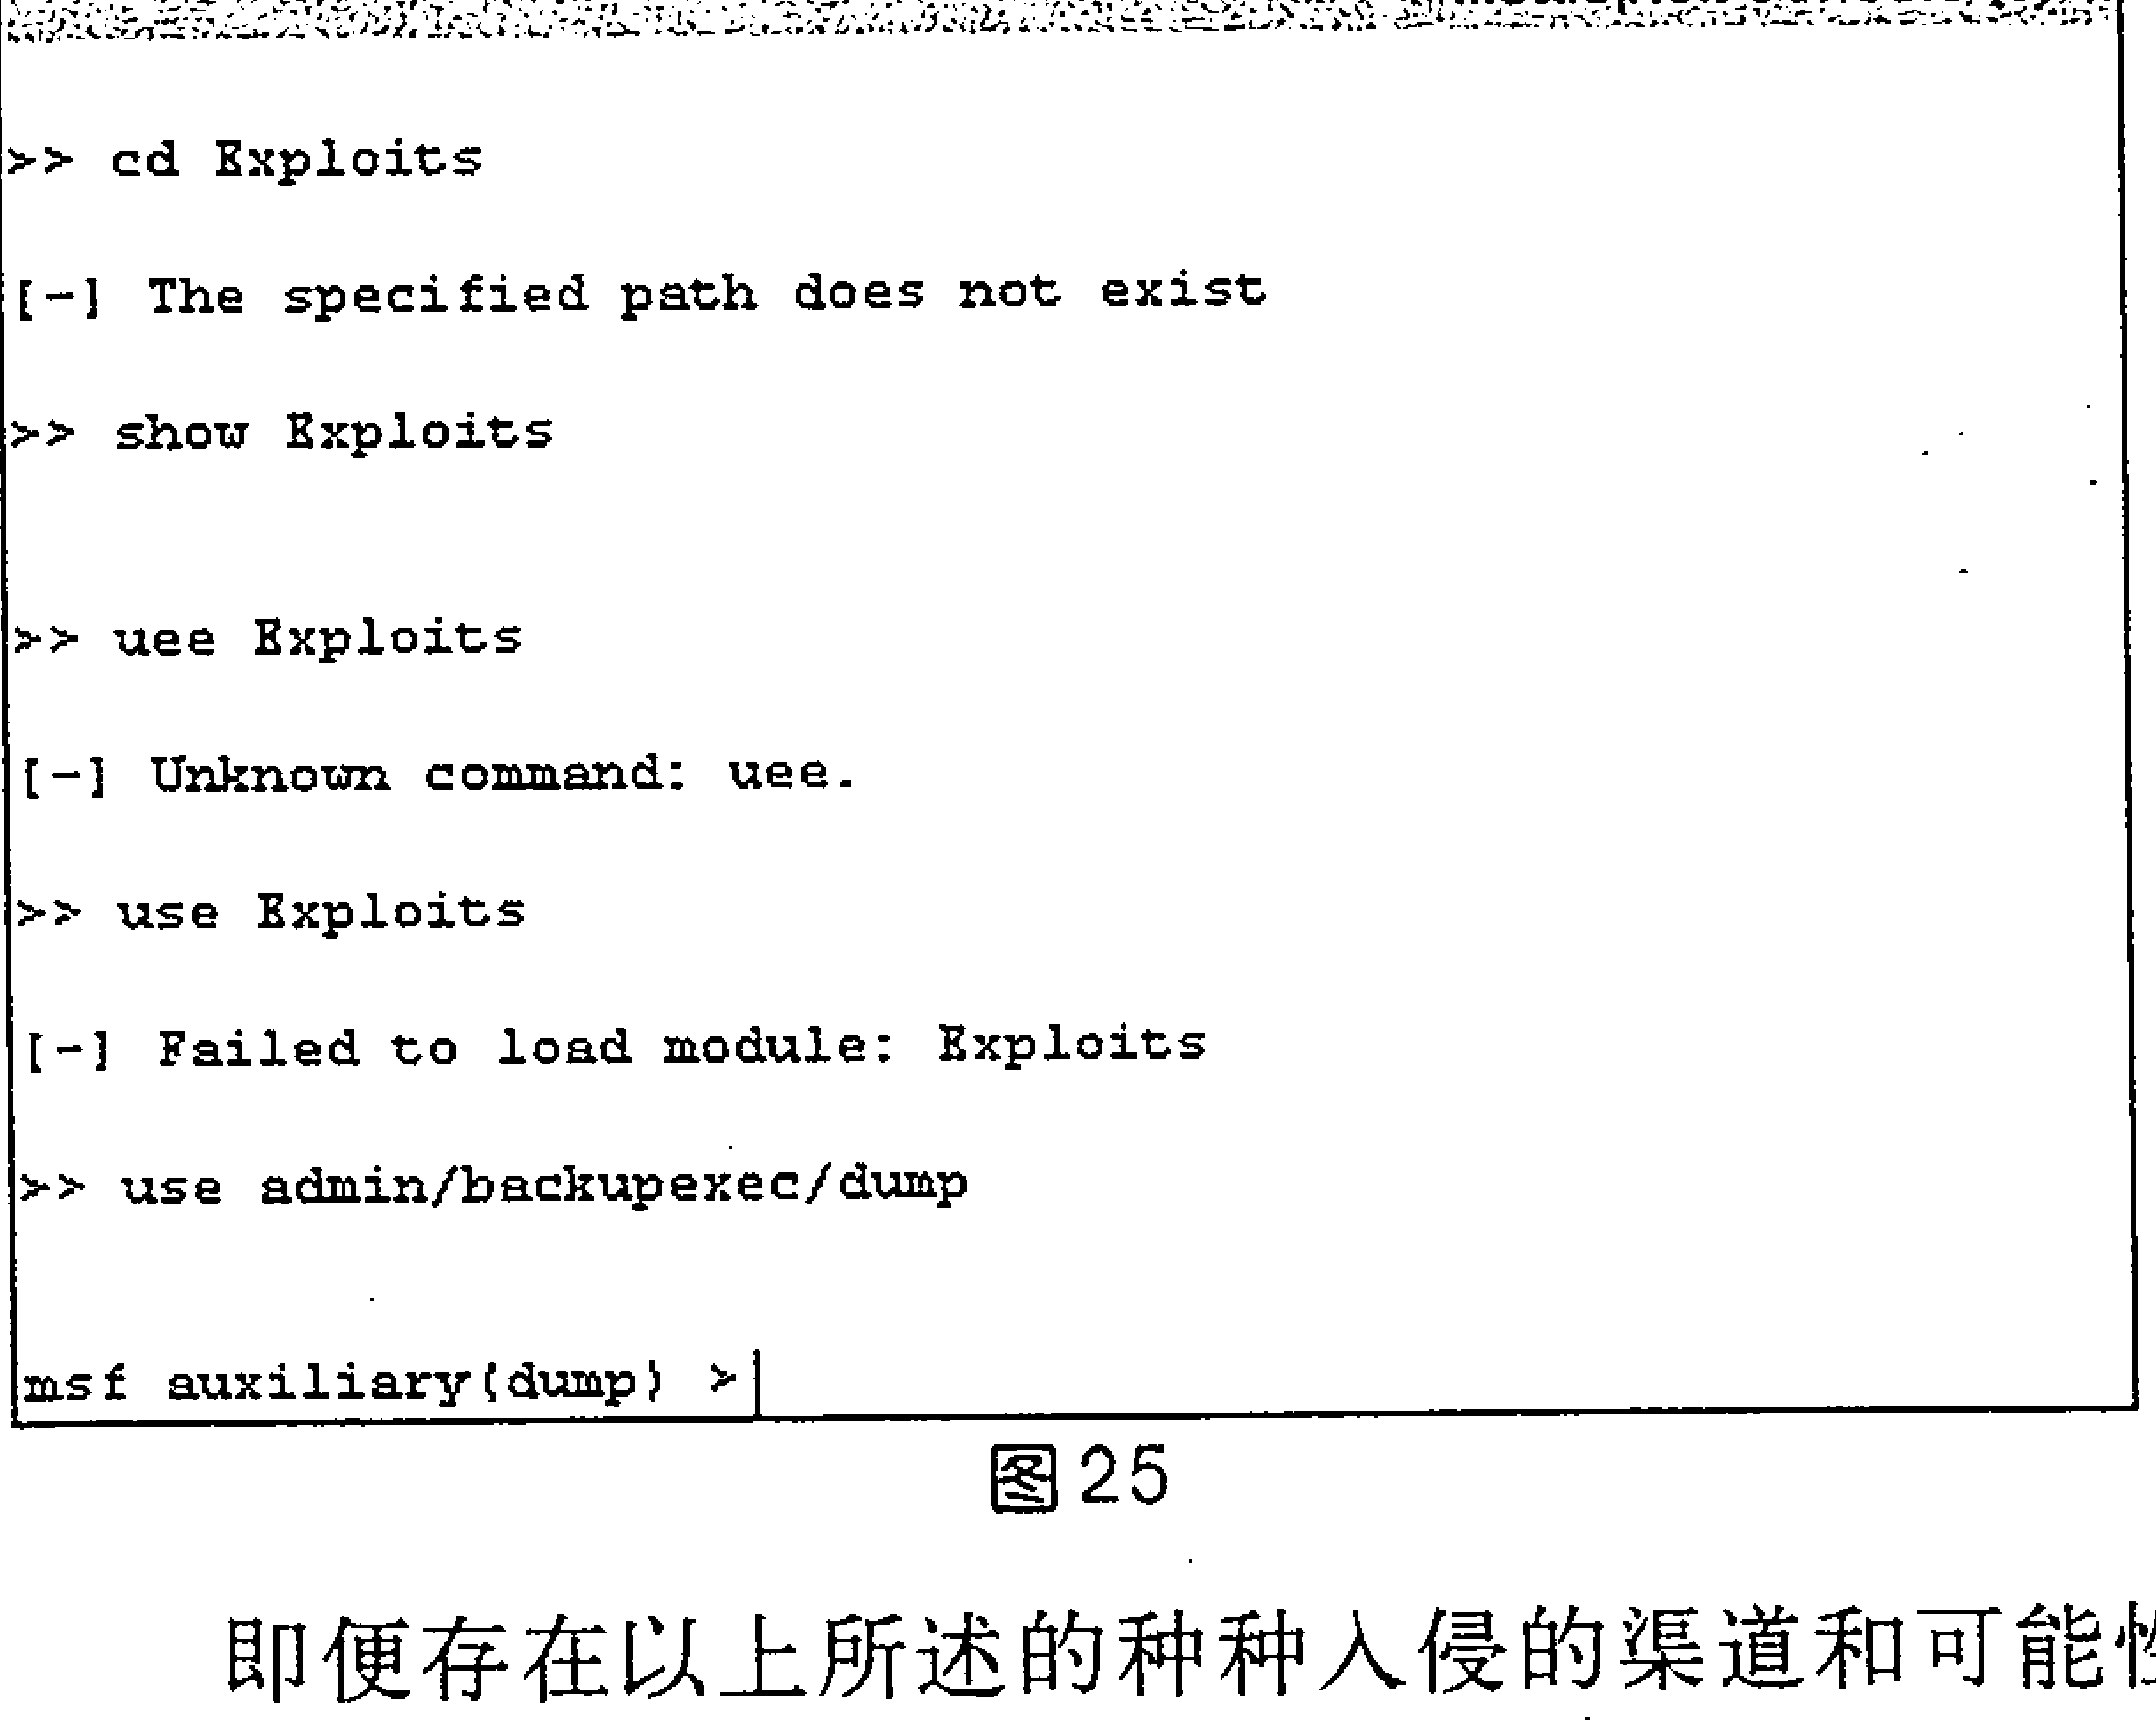 >> cd Exploits
[-] The specified path does not exist
>> show Exploits
>> uee Exploits
[-] Unknown command: uee.
>> use Exploits
[-] Failed to load module: Exploits
>> use admin/backupexec/dump
msf auxiliary(dump) >
图25
即便存在以上所述的种种入侵的渠道和可能性